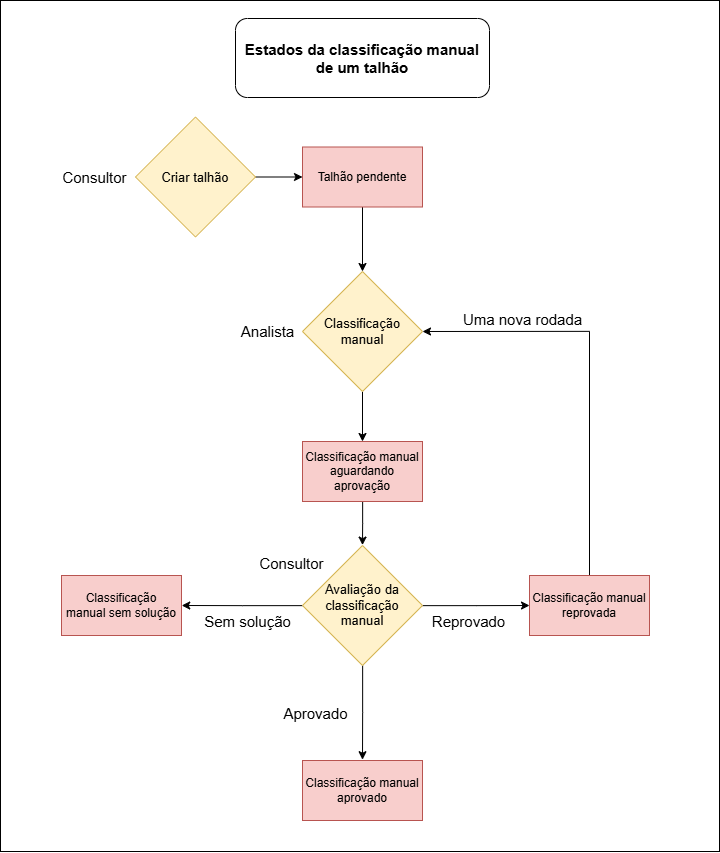 Estados da classificação manual
de um talhão
Consultor
Criar talhão
Talhão pendente
Analista
Classificação
manual
Uma nova rodada
Classificação manual
aguardando
aprovação
Consultor
Avaliação da
classificação
manual
Classificação
manual sem solução
Sem solução
Reprovado
Classificação manual
reprovada
Aprovado
Classificação manual
aprovado